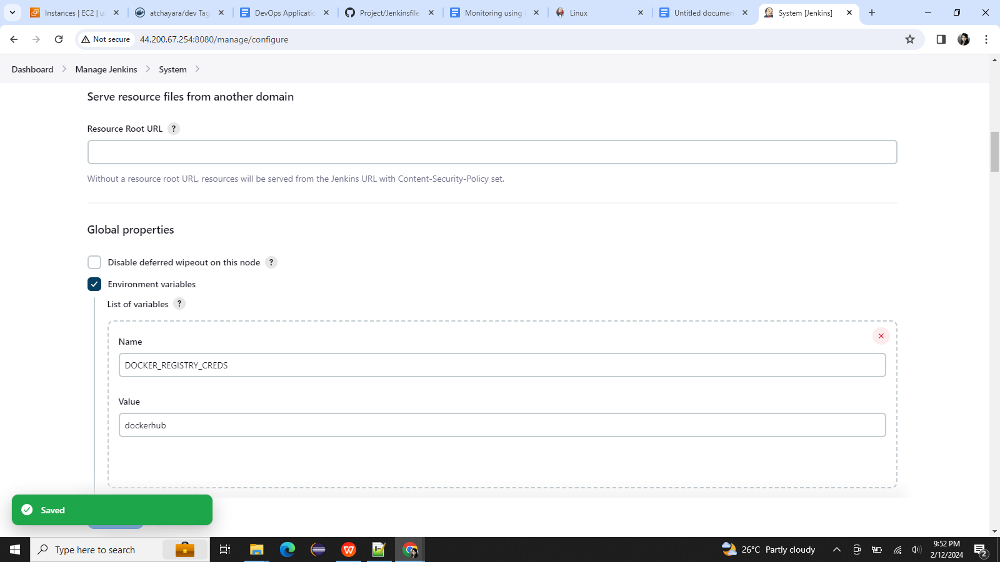 Instances | EC2 | us
atchayara/dev Tag
DevOps Applicatio
Project/Jenkinsfile
Monitoring using
Linux
Untitled documen
System [Jenkins]
Not secure
44.200.67.254:8080/manage/configure
Dashboard
Manage Jenkins
System
Serve resource files from another domain
Resource Root URL ?
Without a resource root URL, resources will be served from the Jenkins URL with Content-Security-Policy set.
Global properties
Disable deferred wipeout on this node ?
Environment variables
List of variables ?
Name
DOCKER_REGISTRY_CREDS
Value
dockerhub
Saved
Type here to search
26°C Partly cloudy
9:52 PM
2/12/2024
2